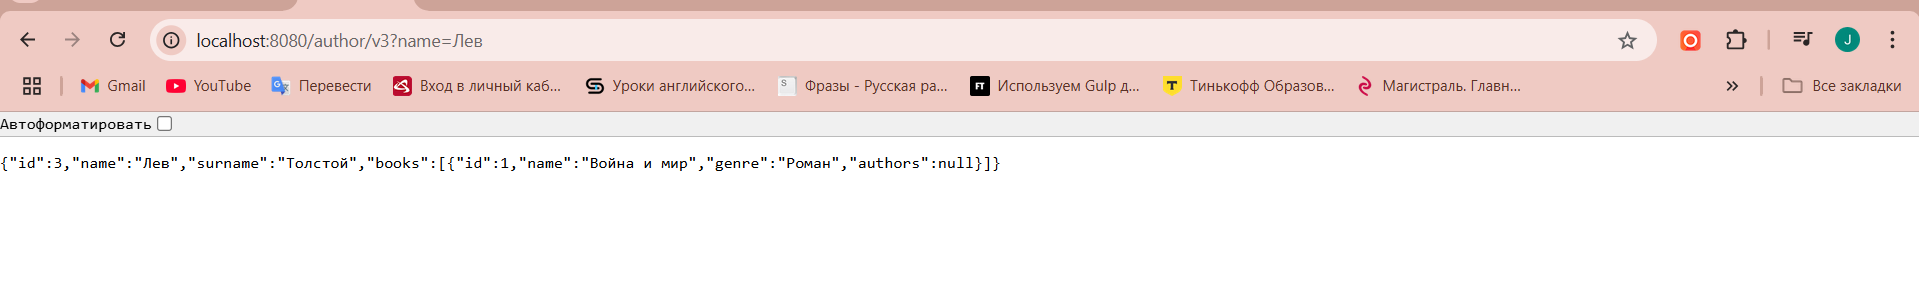 localhost:8080/author/v3?name=Лев
J
Gmail YouTube Перевести Вход в личный каб... Уроки английского... Фразы - Русская ра... Используем Gulp д... Тинькофф Образов... Магистраль. Главн... » Все закладки
Автоформатировать
{"id":3,"name":"Лев","surname":"Толстой","books":[{"id":1,"name":"Война и мир","genre":"Роман","authors":null}]}